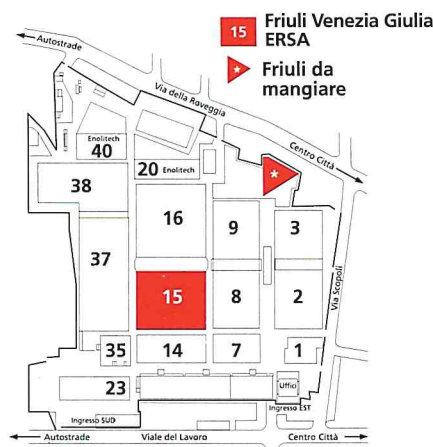 15
Friuli Venezia Giulia
ERSA
Friuli da
mangiare
Autostrade
Via della Roveggia
Centro Città
Enolitech
40
20 Enolitech
38
16
9
3
37
15
8
2
Via Scopoli
35
14
7
1
23
Uffici
Ingresso SUD
Ingresso EST
Autostrade
Viale del Lavoro
Centro Città